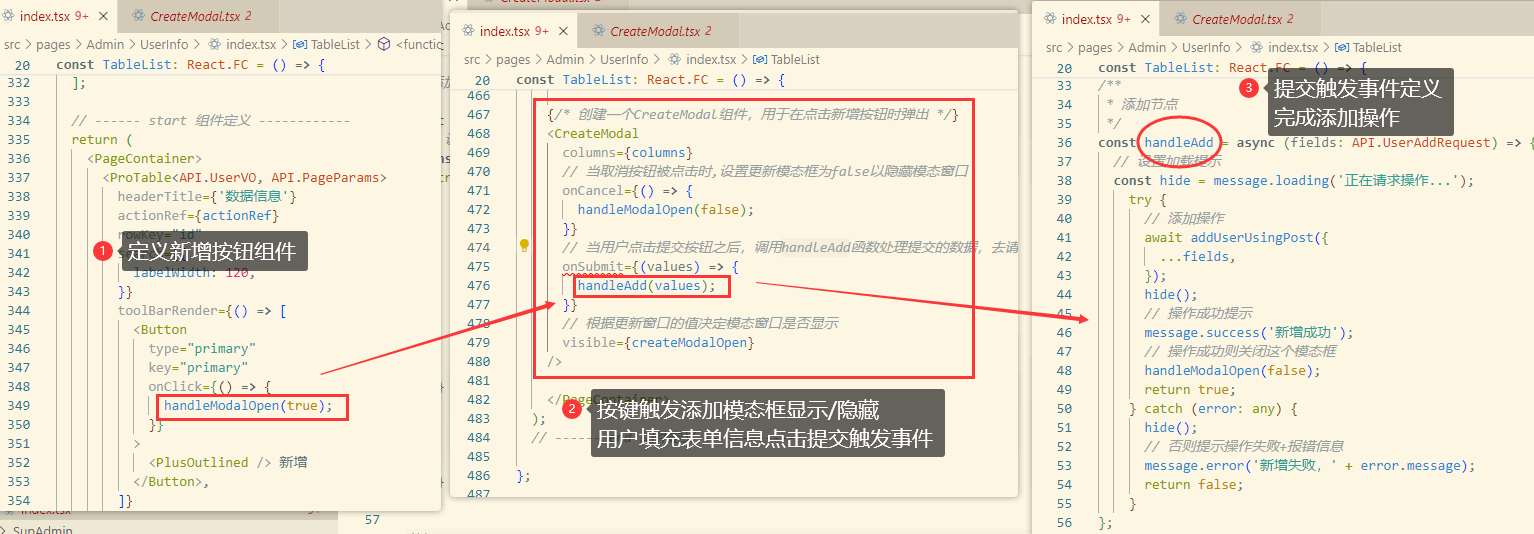 index.tsx 9+ ×
CreateModal.tsx 2
src > pages > Admin > UserInfo > index.tsx > TableList > <functic
20 const TableList: React.FC = () => {
332 ];
333
334 // ------ start 组件定义 ------------
335 return (
336 <PageContainer>
337 <ProTable<API.UserVO, API.PageParams>
338 headerTitle={'数据信息'}
339 actionRef={actionRef}
340 rowKey="id"
341
342 labelWidth: 120,
343 }}
344 toolBarRender={() => [
345 <Button
346 type="primary"
347 key="primary"
348 onClick={() => {
349 handleModalOpen(true);
350 }}
351 >
352 <PlusOutlined /> 新增
353 </Button>,
354 ]}
1 定义新增按钮组件
SupAdmin
57
index.tsx 9+ ×
CreateModal.tsx 2
src > pages > Admin > UserInfo > index.tsx > TableList
20 const TableList: React.FC = () => {
466
467 {/* 创建一个CreateModal组件，用于在点击新增按钮时弹出 */}
468 <CreateModal
469 columns={columns}
470 // 当取消按钮被点击时,设置更新模态框为false以隐藏模态窗口
471 onCancel={() => {
472 handleModalOpen(false);
473 }}
474 // 当用户点击提交按钮之后，调用handleAdd函数处理提交的数据，去请
475 onSubmit={(values) => {
476 handleAdd(values);
477 }}
478 // 根据更新窗口的值决定模态窗口是否显示
479 visible={createModalOpen}
480 />
481
482 </PageContainer>
483 );
484 // ------
485
486 };
487
2 按键触发添加模态框显示/隐藏
用户填充表单信息点击提交触发事件
index.tsx 9+ ×
CreateModal.tsx 2
src > pages > Admin > UserInfo > index.tsx > TableList
20 const TableList: React.FC = () => {
33 /**
34 * 添加节点
35 */
36 const handleAdd = async (fields: API.UserAddRequest) => {
37 // 设置加载提示
38 const hide = message.loading('正在请求操作...');
39 try {
40 // 添加操作
41 await addUserUsingPost({
42 ...fields,
43 });
44 hide();
45 // 操作成功提示
46 message.success('新增成功');
47 // 操作成功则关闭这个模态框
48 handleModalOpen(false);
49 return true;
50 } catch (error: any) {
51 hide();
52 // 否则提示操作失败+报错信息
53 message.error('新增失败，' + error.message);
54 return false;
55 }
56 };
3 提交触发事件定义
完成添加操作